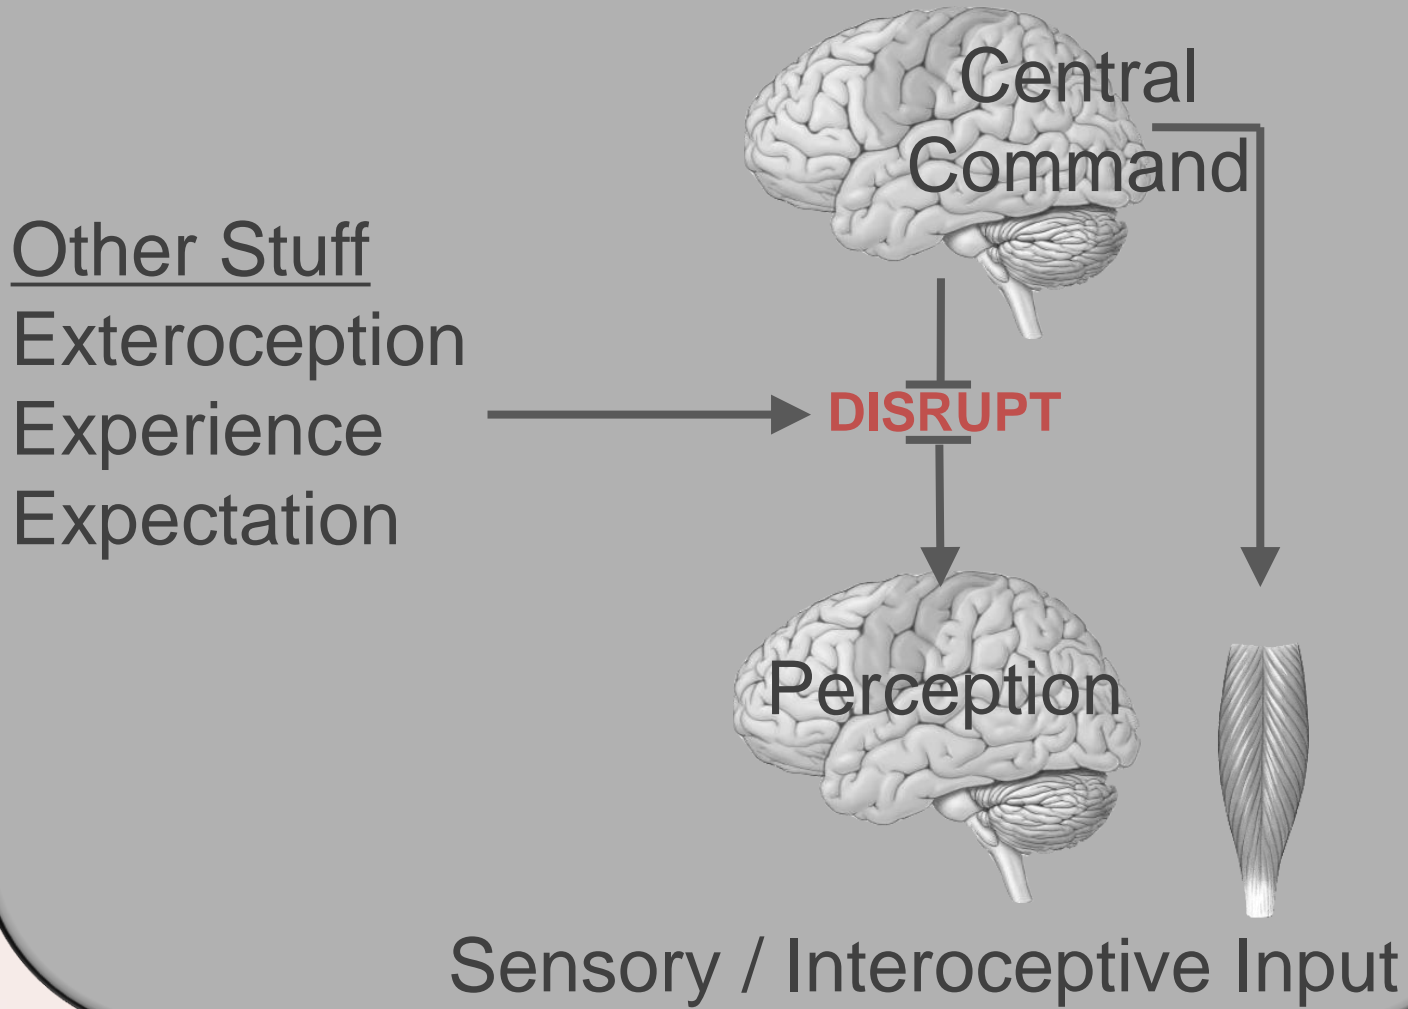 Central
Command
Other Stuff
Exteroception
Experience
Expectation
DISRUPT
Perception
Sensory / Interoceptive Input